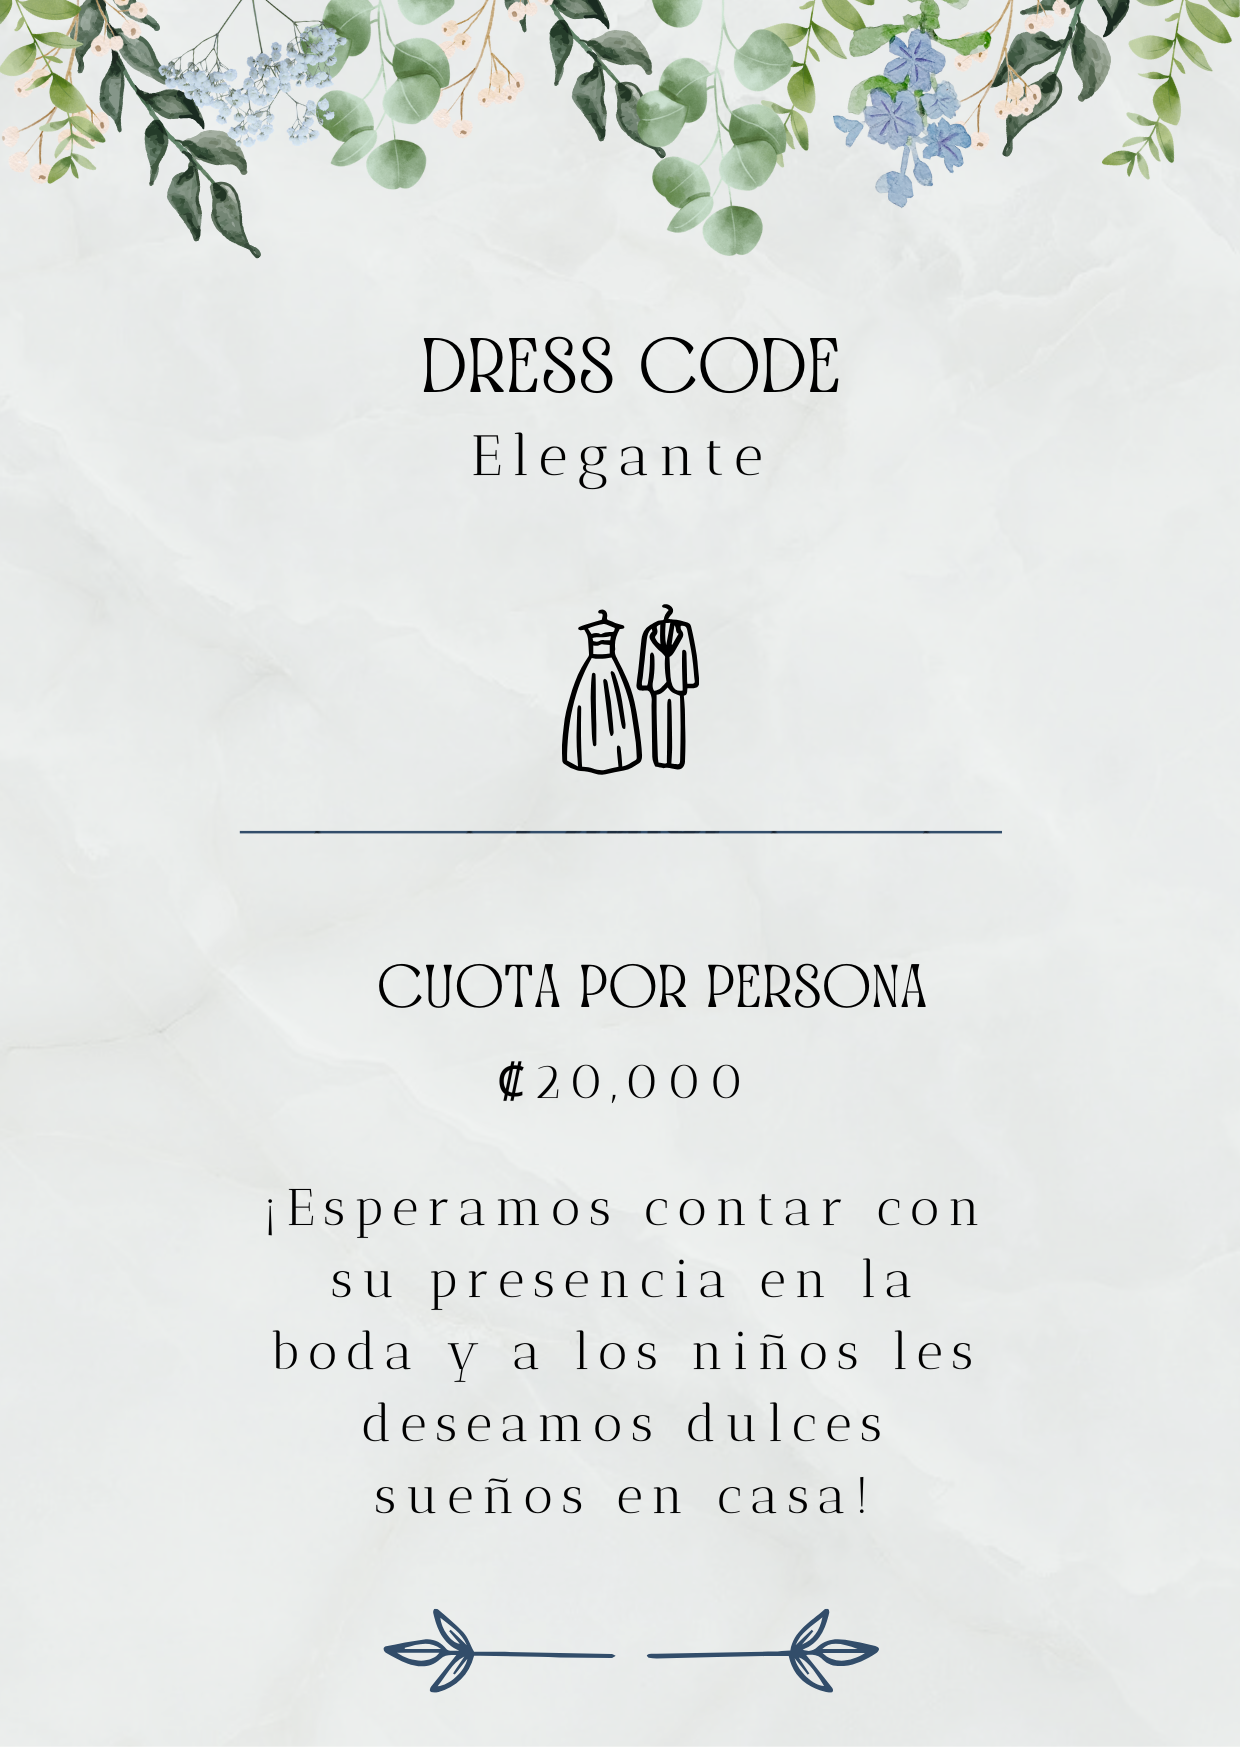 DRESS CODE
Elegante
CUOTA POR PERSONA
₡20,000
¡Esperamos contar con
su presencia en la
boda y a los niños les
deseamos dulces
sueños en casa!